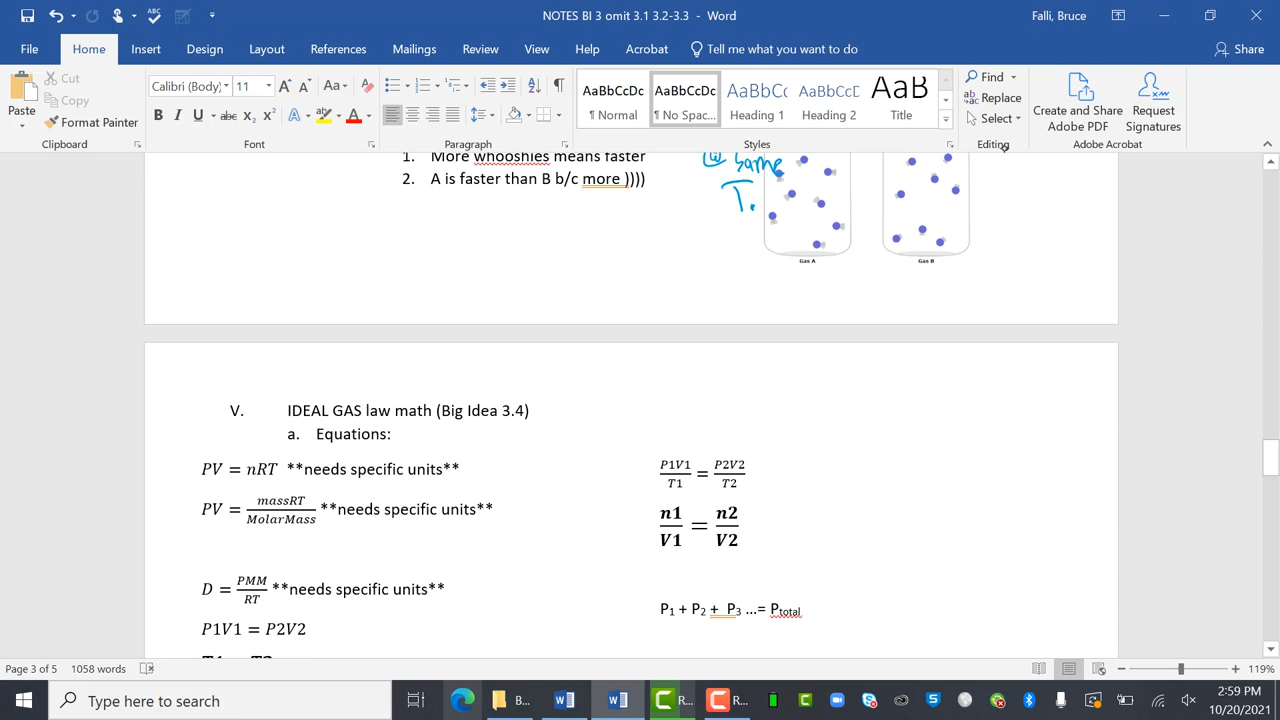 NOTES BI 3 omit 3.1 3.2-3.3 - Word
Falli, Bruce
File Home Insert Design Layout References Mailings Review View Help Acrobat Tell me what you want to do Share
Paste
Cut
Copy
Format Painter
Calibri (Body) 11
AaBbCcDc AaBbCcDc AaBbCc AaBbCcD AaB
¶ Normal ¶ No Spac... Heading 1 Heading 2 Title
Find
Replace
Select
Create and Share Adobe PDF
Request Signatures
Clipboard Font Paragraph Styles Editing Adobe Acrobat
1. More whooshies means faster
2. A is faster than B b/c more ))))
@ same
T.
Gas A Gas B
V. IDEAL GAS law math (Big Idea 3.4)
a. Equations:
PV = nRT **needs specific units**
PV = massRT/MolarMass **needs specific units**
D = PMM/RT **needs specific units**
P1V1 = P2V2
P1V1/T1 = P2V2/T2
n1/V1 = n2/V2
P1 + P2 + P3 ...= Ptotal
Page 3 of 5 1058 words 119%
Type here to search
B...
R...
R...
2:59 PM
10/20/2021